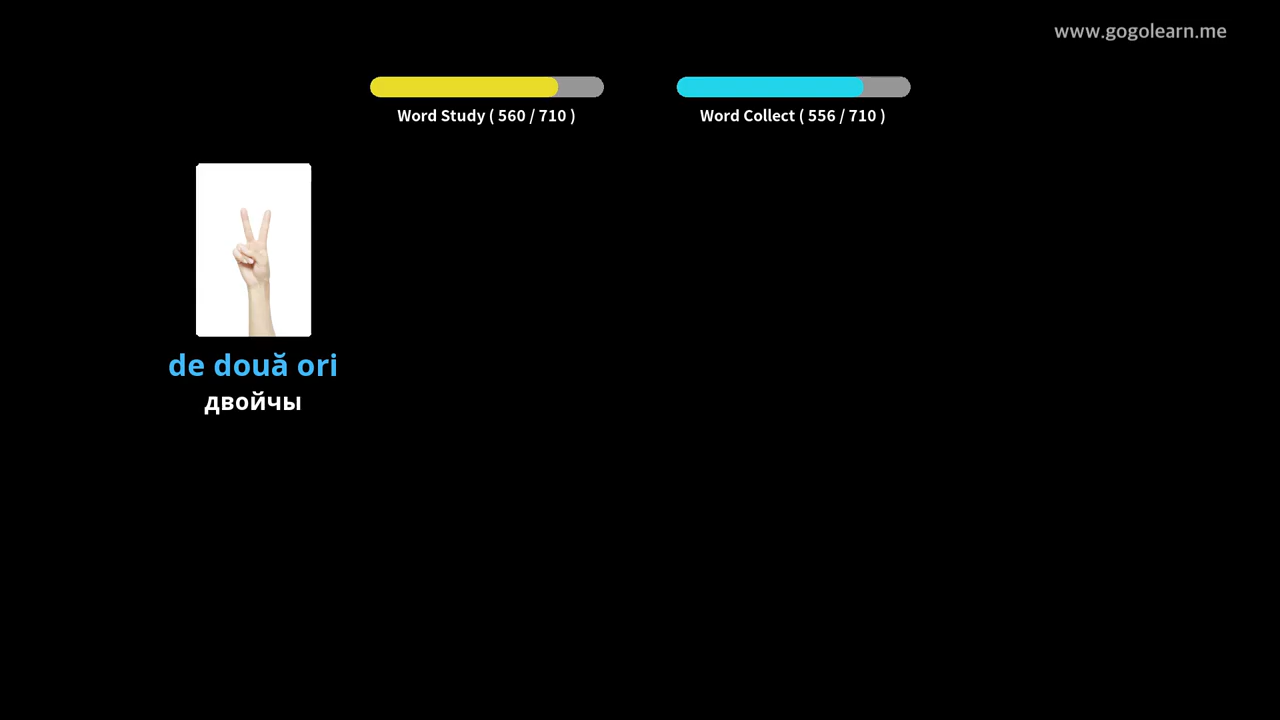 www.gogolearn.me
Word Study ( 560 / 710 )
Word Collect ( 556 / 710 )
de două ori
двойчы